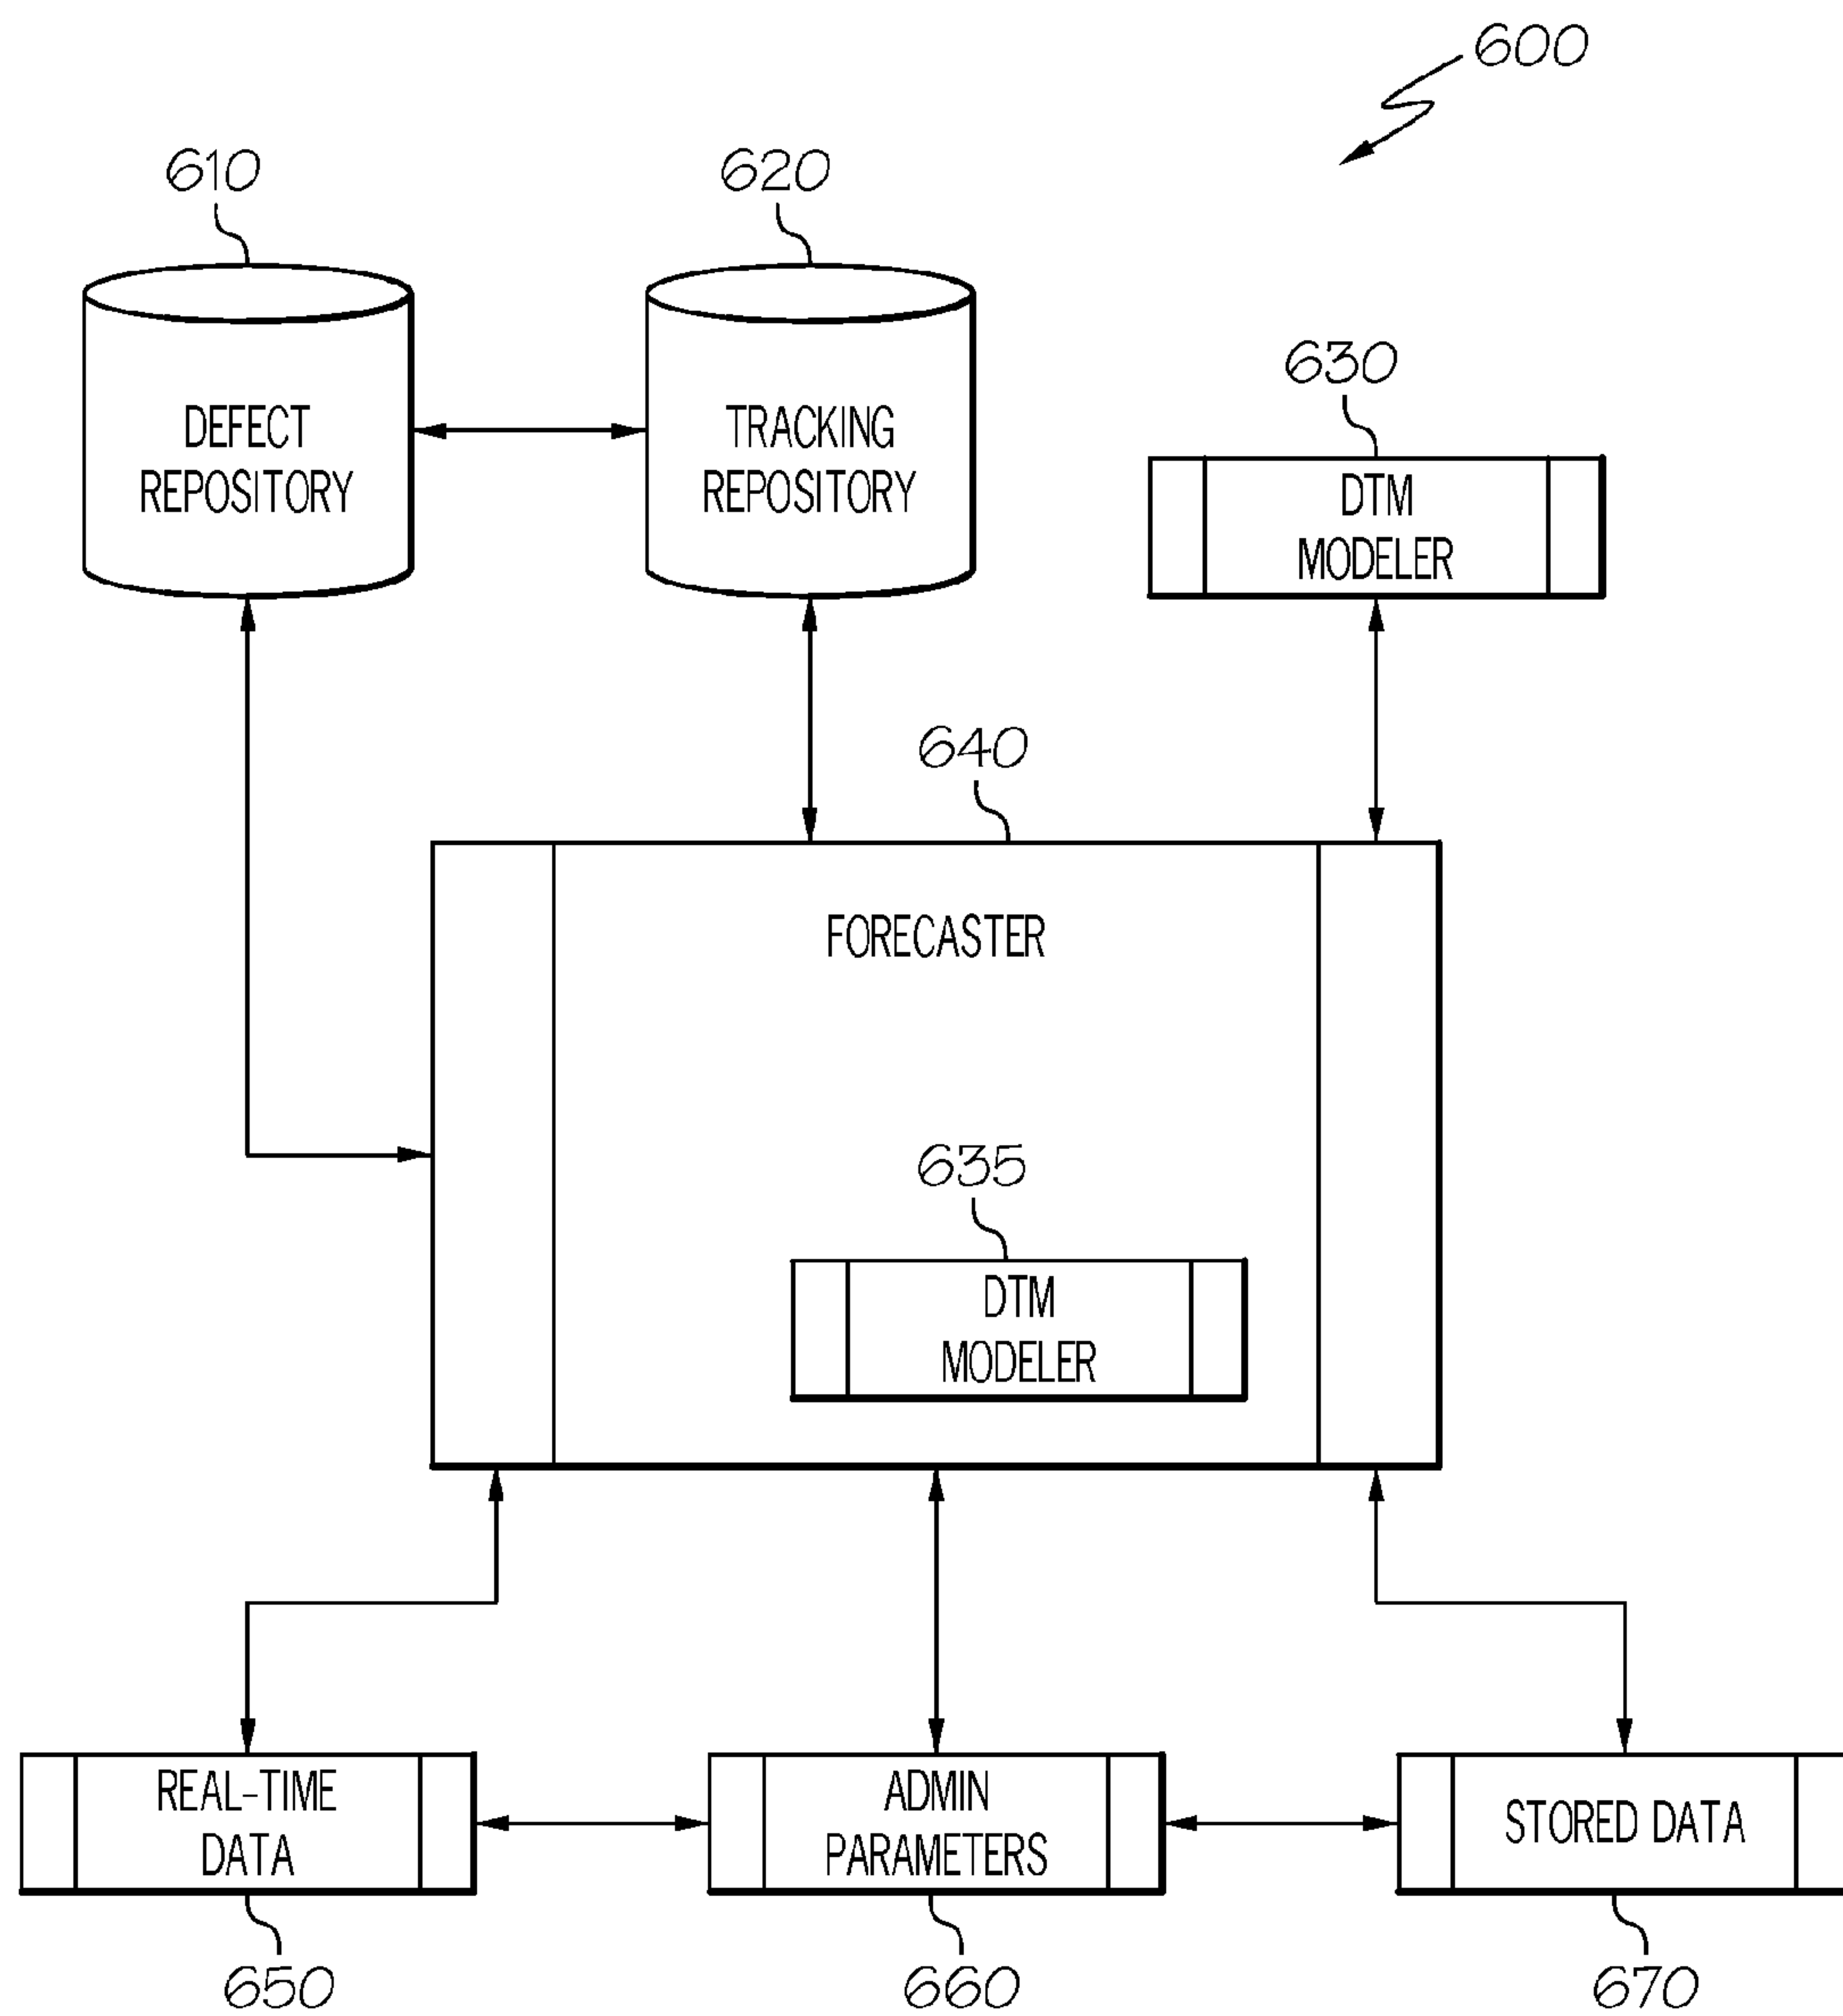 600
610
620
DEFECT
REPOSITORY
TRACKING
REPOSITORY
630
DTM
MODELER
640
FORECASTER
635
DTM
MODELER
REAL-TIME
DATA
ADMIN
PARAMETERS
STORED DATA
650
660
670